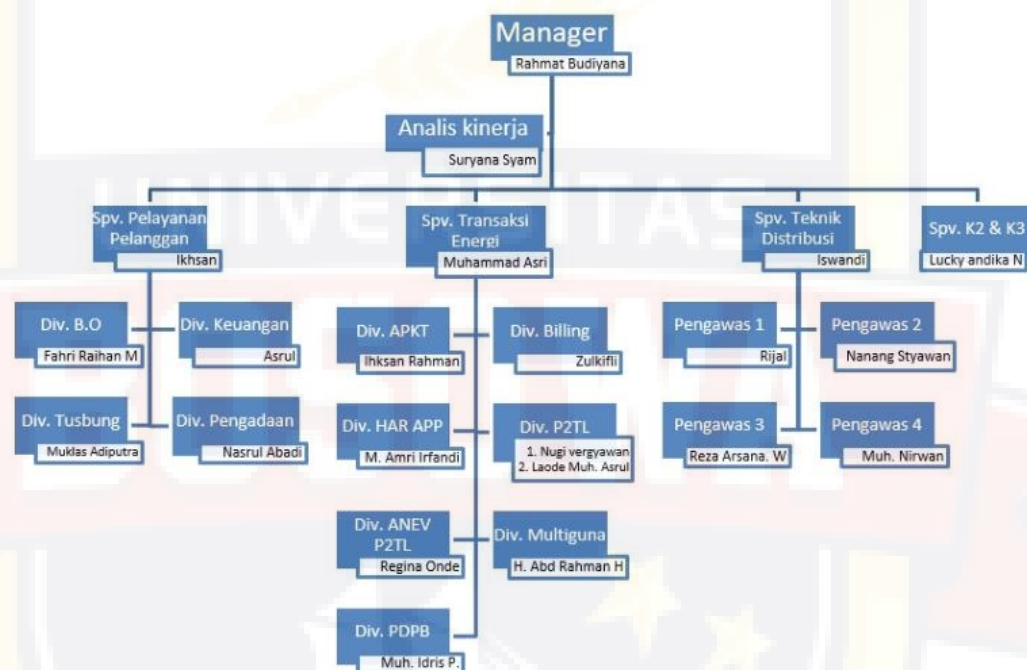 Manager
Rahmat Budiyana
Analis kinerja
Suryana Syam
UNIVERSITAS
Spv. Pelayanan
Pelanggan
Ikhsan
Spv. Transaksi
Energi
Muhammad Asri
Spv. Teknik
Distribusi
Iswandi
Spv. K2 & K3
Lucky andika N
BOSOWA
Div. B.O
Fahri Raihan M
Div. Keuangan
Asrul
Div. APKT
Ihksan Rahman
Div. Billing
Zulkifli
Pengawas 1
Rijal
Pengawas 2
Nanang Styawan
Div. Tusbung
Muklas Adiputra
Div. Pengadaan
Nasrul Abadi
Div. HAR APP
M. Amri Irfandi
Div. P2TL
1. Nugi vergyawan
2. Laode Muh. Asrul
Pengawas 3
Reza Arsana. W
Pengawas 4
Muh. Nirwan
Div. ANEV
P2TL
Regina Onde
Div. Multiguna
H. Abd Rahman H
Div. PDPB
Muh. Idris P.